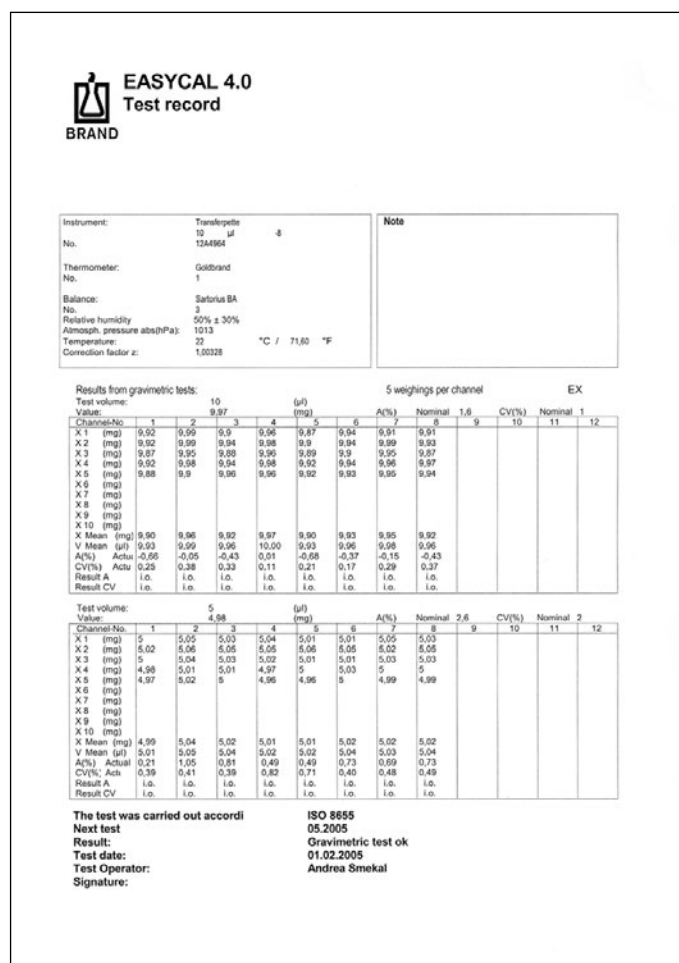 EASYCAL 4.0
Test record
BRAND
Instrument: Transferpette
10 µl -8
No. 12A4964
Thermometer: Goldbrand
No. 1
Balance: Sartorius BA
No. 3
Relative humidity 50% ± 30%
Atmosph. pressure abs(hPa): 1013
Temperature: 22 °C / 71,60 °F
Correction factor z: 1,00328
Note
Results from gravimetric tests: 5 weighings per channel EX
Test volume: 10 (µl)
Value: 9,97 (mg) A(%) Nominal 1,6 CV(%) Nominal 1
Channel-No 1 2 3 4 5 6 7 8 9 10 11 12
X 1 (mg) 9,92 9,99 9,9 9,96 9,87 9,94 9,91 9,91
X 2 (mg) 9,92 9,99 9,94 9,98 9,9 9,94 9,99 9,93
X 3 (mg) 9,87 9,95 9,88 9,96 9,89 9,9 9,95 9,87
X 4 (mg) 9,92 9,98 9,94 9,98 9,92 9,94 9,96 9,97
X 5 (mg) 9,88 9,9 9,96 9,96 9,92 9,93 9,95 9,94
X 6 (mg)
X 7 (mg)
X 8 (mg)
X 9 (mg)
X 10 (mg)
X Mean (mg) 9,90 9,96 9,92 9,97 9,90 9,93 9,95 9,92
V Mean (µl) 9,93 9,99 9,96 10,00 9,93 9,96 9,98 9,96
A(%) Actu -0,66 -0,05 -0,43 0,01 -0,68 -0,37 -0,15 -0,43
CV(%) Actu 0,25 0,38 0,33 0,11 0,21 0,17 0,29 0,37
Result A i.o. i.o. i.o. i.o. i.o. i.o. i.o. i.o.
Result CV i.o. i.o. i.o. i.o. i.o. i.o. i.o. i.o.
Test volume: 5 (µl)
Value: 4,98 (mg) A(%) Nominal 2,6 CV(%) Nominal 2
Channel-No. 1 2 3 4 5 6 7 8 9 10 11 12
X 1 (mg) 5 5,05 5,03 5,04 5,01 5,01 5,05 5,03
X 2 (mg) 5,02 5,06 5,05 5,05 5,06 5,05 5,02 5,05
X 3 (mg) 5 5,04 5,03 5,02 5,01 5,01 5,03 5,03
X 4 (mg) 4,98 5,01 5,01 4,97 5 5,03 5 5
X 5 (mg) 4,97 5,02 5 4,96 4,96 5 4,99 4,99
X 6 (mg)
X 7 (mg)
X 8 (mg)
X 9 (mg)
X 10 (mg)
X Mean (mg) 4,99 5,04 5,02 5,01 5,01 5,02 5,02 5,02
V Mean (µl) 5,01 5,05 5,04 5,02 5,02 5,04 5,03 5,04
A(%) Actual 0,21 1,05 0,81 0,49 0,49 0,73 0,69 0,73
CV(%) Actu 0,39 0,41 0,39 0,82 0,71 0,40 0,48 0,49
Result A i.o. i.o. i.o. i.o. i.o. i.o. i.o. i.o.
Result CV i.o. i.o. i.o. i.o. i.o. i.o. i.o. i.o.
The test was carried out accordi ISO 8655
Next test 05.2005
Result: Gravimetric test ok
Test date: 01.02.2005
Test Operator: Andrea Smekal
Signature: